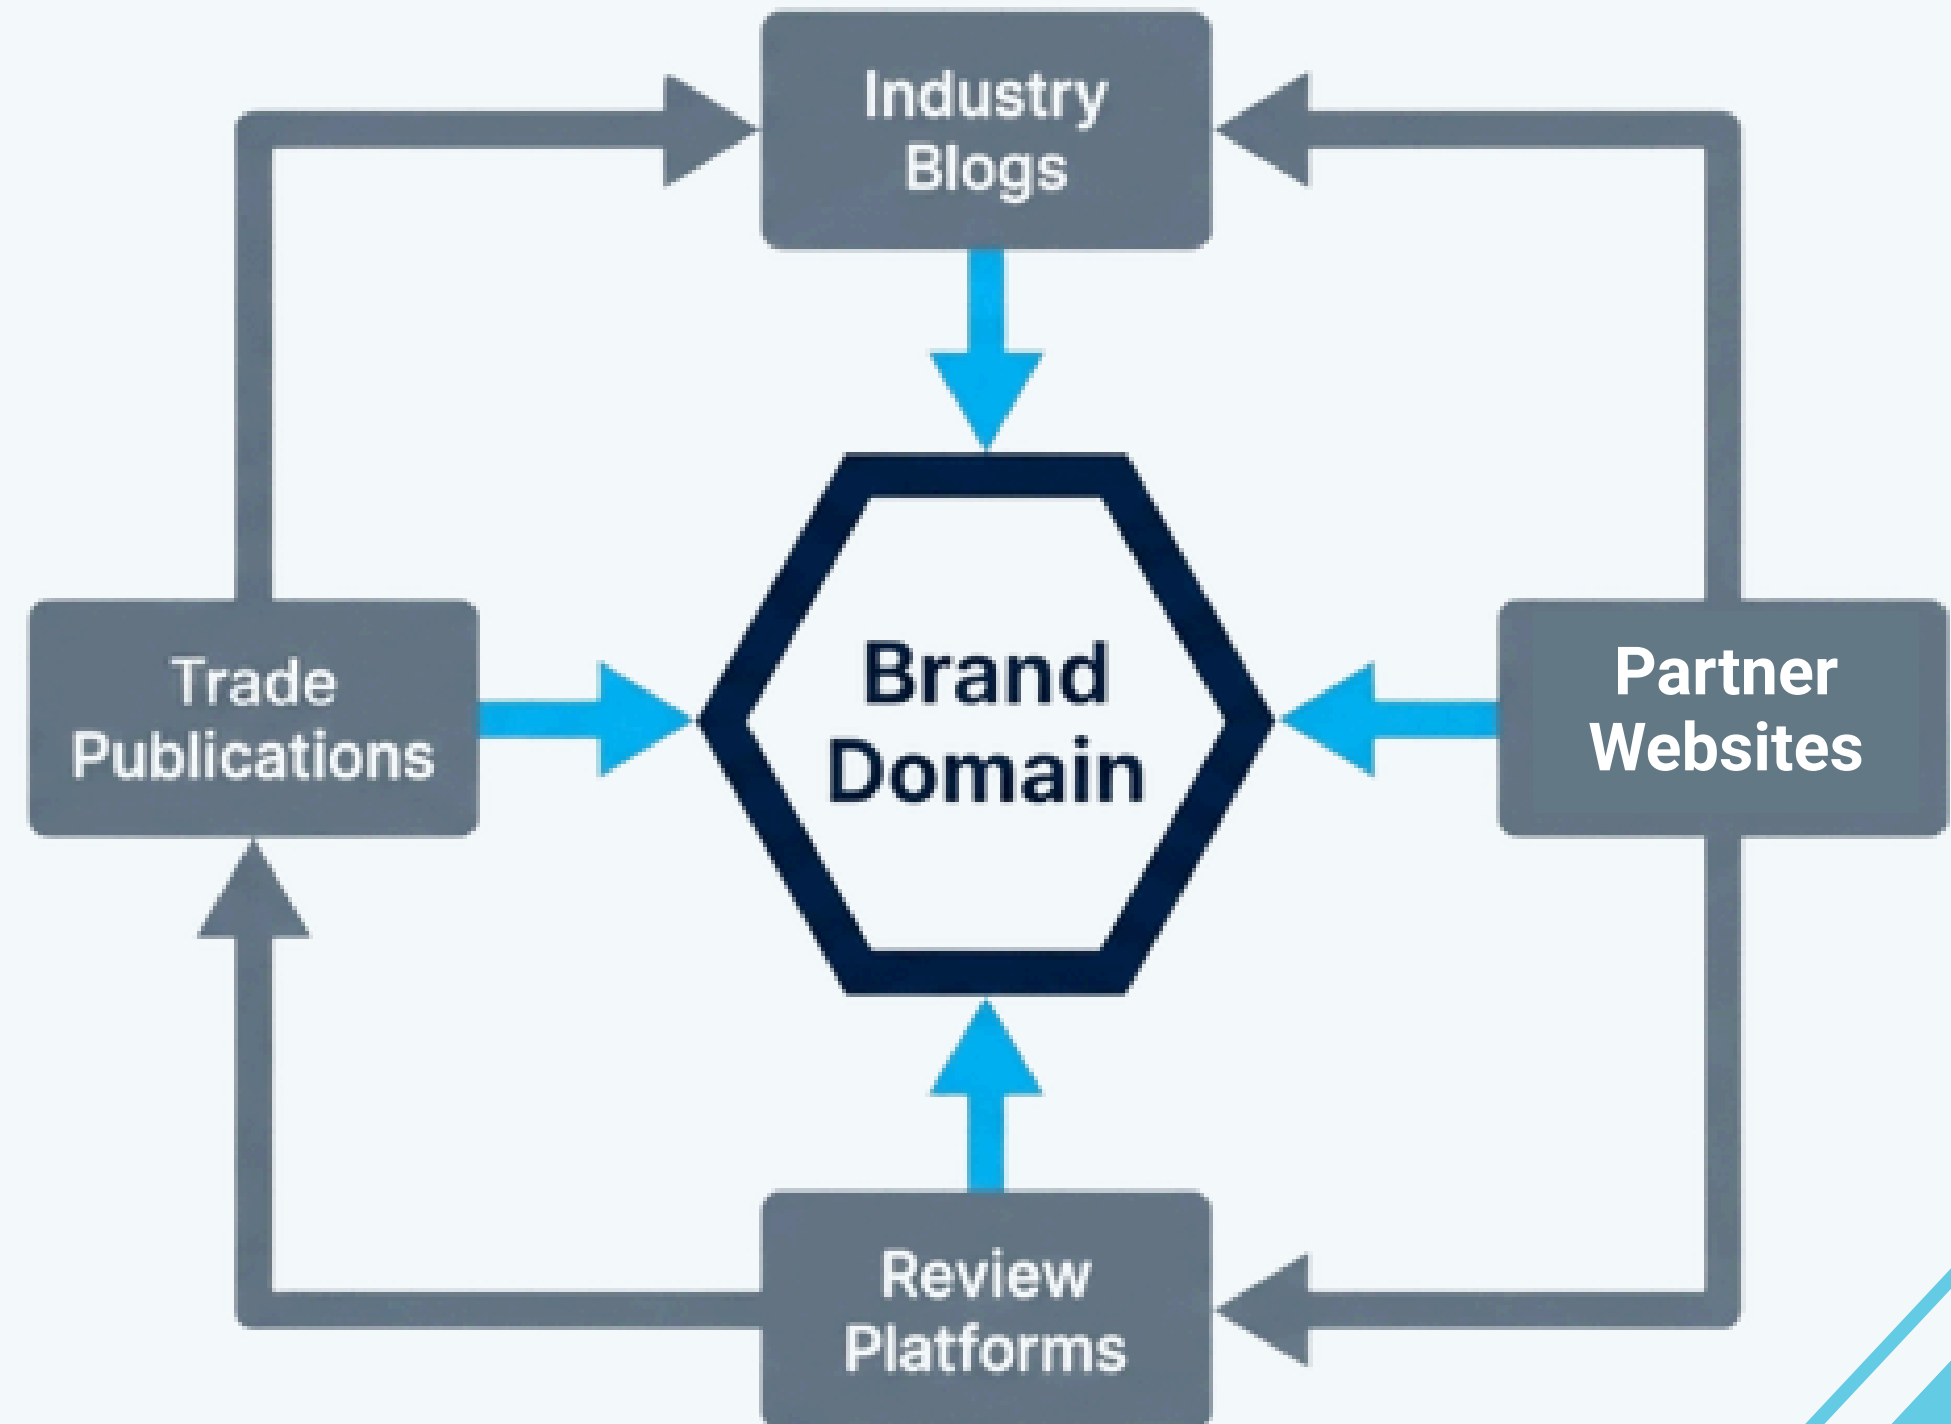 Industry
Blogs
Trade
Publications
Brand
Domain
Partner
Websites
Review
Platforms